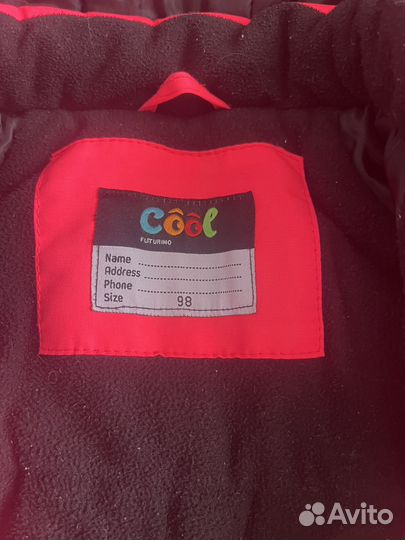 côôl
FUTURINO
Name
Address
Phone
Size 98
Avito